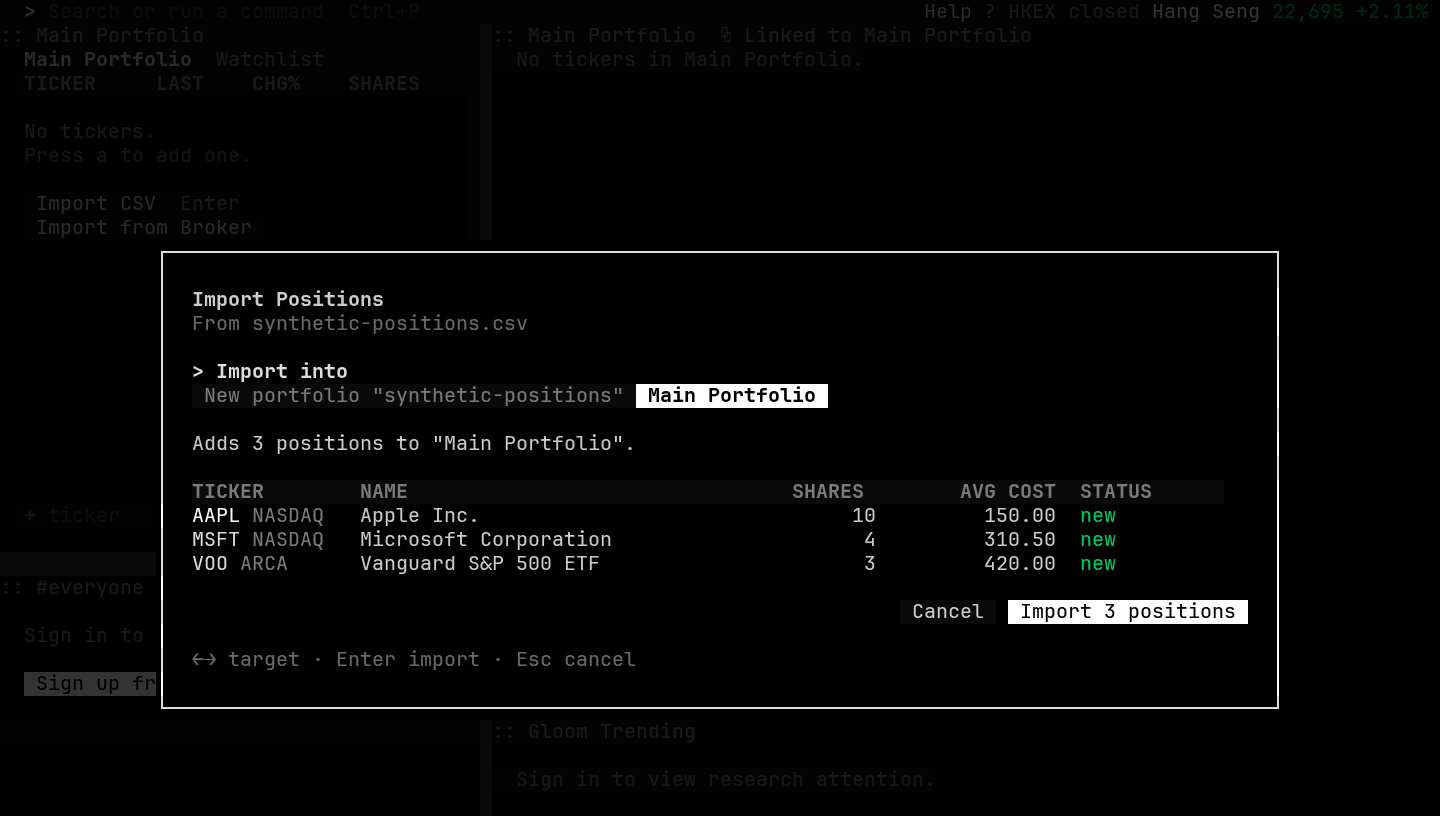 > Search or run a command  Ctrl+P  Help ? HKEX closed Hang Seng 22,695 +2.11%
:: Main Portfolio
Main Portfolio  Watchlist
TICKER  LAST  CHG%  SHARES
No tickers.
Press a to add one.
Import CSV  Enter
Import from Broker
:: Main Portfolio  Linked to Main Portfolio
No tickers in Main Portfolio.
Import Positions
From synthetic-positions.csv
> Import into
New portfolio "synthetic-positions"  Main Portfolio
Adds 3 positions to "Main Portfolio".
TICKER  NAME  SHARES  AVG COST  STATUS
AAPL NASDAQ  Apple Inc.  10  150.00  new
MSFT NASDAQ  Microsoft Corporation  4  310.50  new
VOO ARCA  Vanguard S&P 500 ETF  3  420.00  new
Cancel  Import 3 positions
←→ target · Enter import · Esc cancel
+ ticker
:: #everyone
Sign in to
Sign up fr
:: Gloom Trending
Sign in to view research attention.